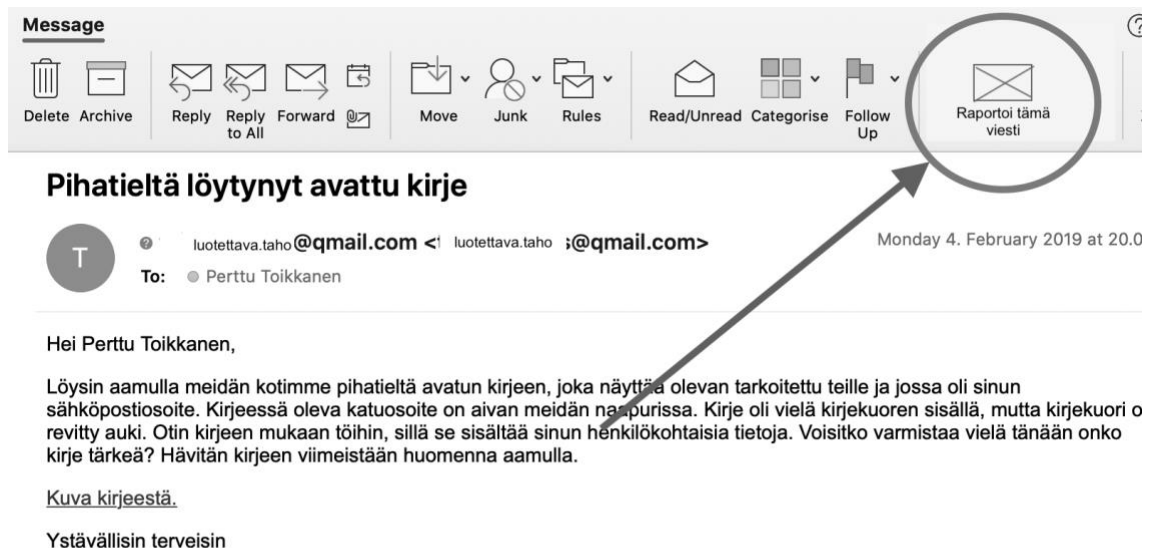 Message
Delete Archive Reply Reply to All Forward Move Junk Rules Read/Unread Categorise Follow Up Raportoi tämä viesti
Pihatieltä löytynyt avattu kirje
T
luotettava.taho@qmail.com < luotettava.taho s@qmail.com>
Monday 4. February 2019 at 20.0
To: Perttu Toikkanen
Hei Perttu Toikkanen,
Löysin aamulla meidän kotimme pihatieltä avatun kirjeen, joka näyttää olevan tarkoitettu teille ja jossa oli sinun
sähköpostiosoite. Kirjeessä oleva katuosoite on aivan meidän naapurissa. Kirje oli vielä kirjekuoren sisällä, mutta kirjekuori o
revitty auki. Otin kirjeen mukaan töihin, sillä se sisältää sinun henkilökohtaisia tietoja. Voisitko varmistaa vielä tänään onko
kirje tärkeä? Hävitän kirjeen viimeistään huomenna aamulla.
Kuva kirjeestä.
Ystävällisin terveisin